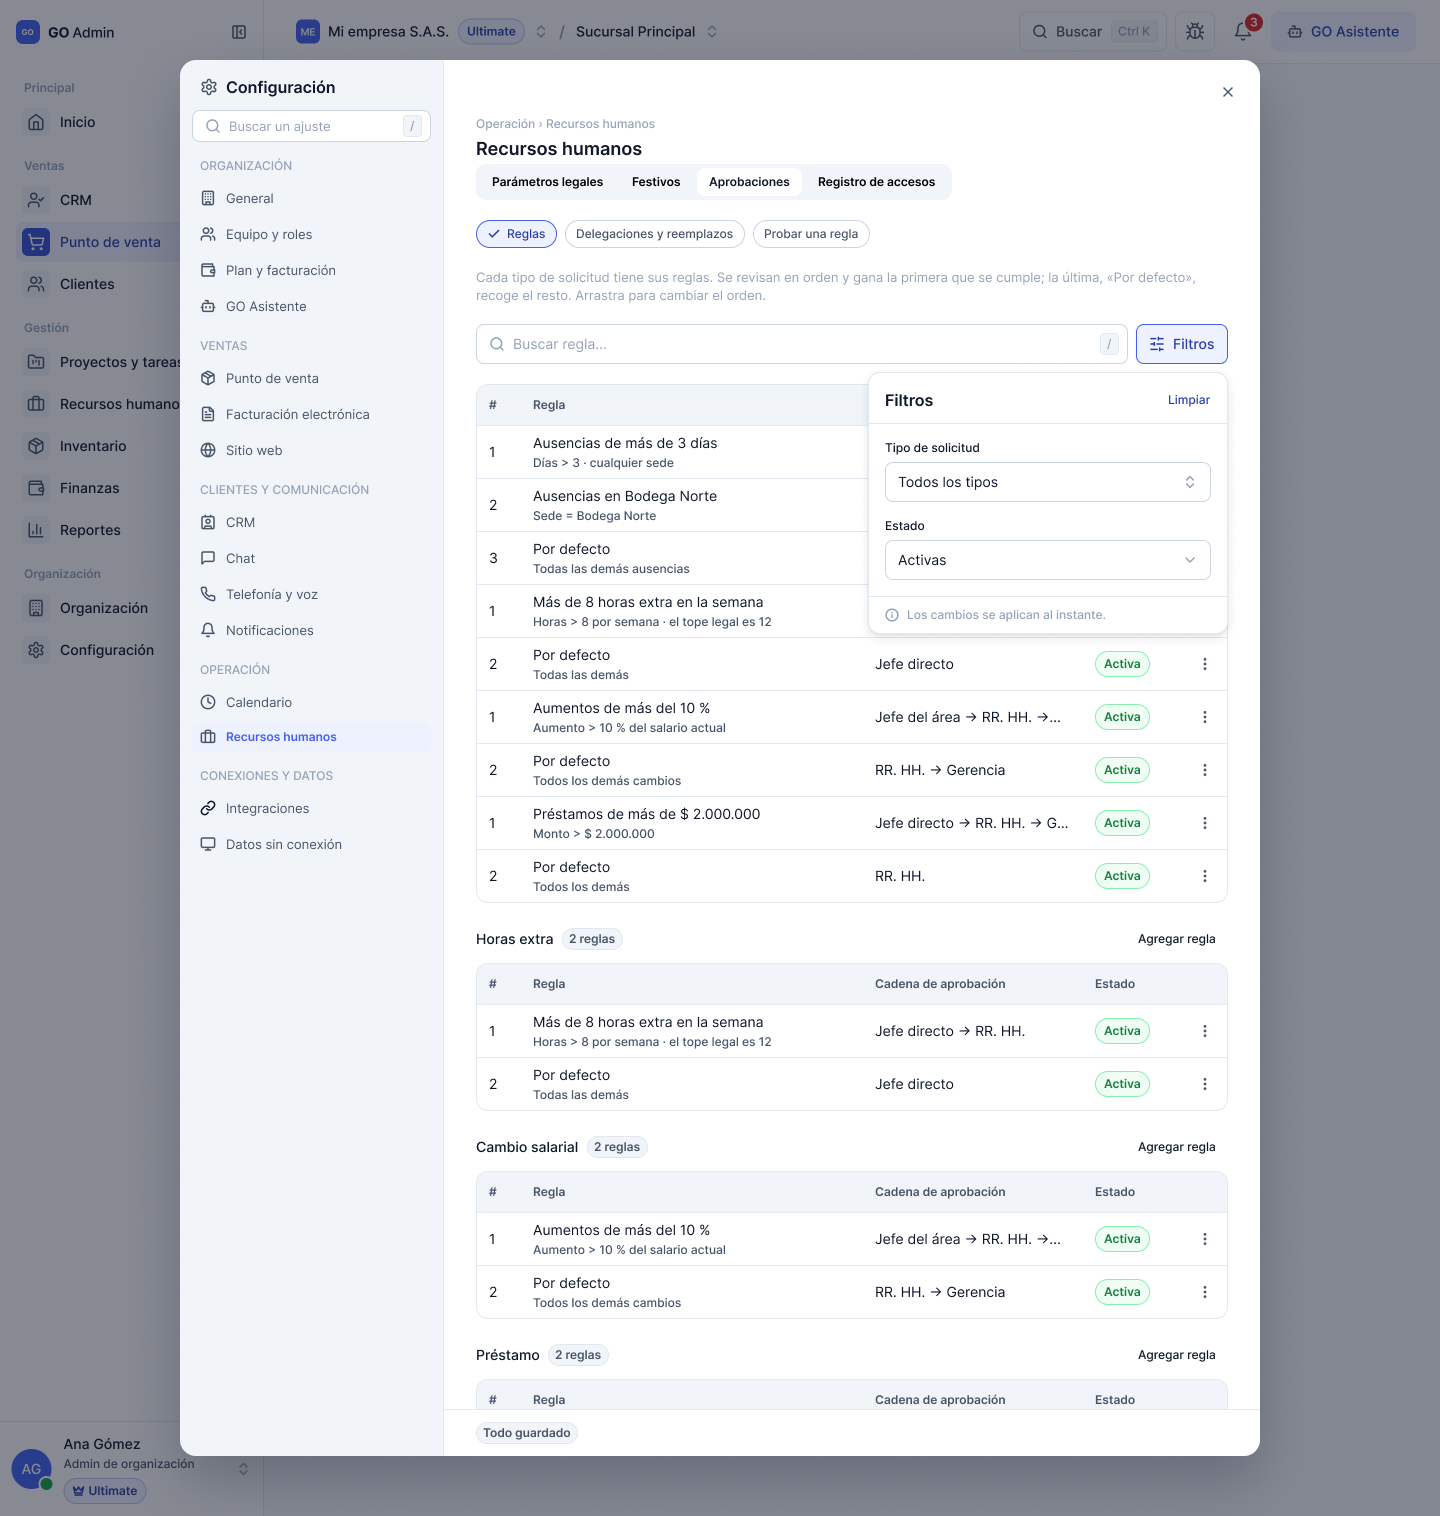 GO
GO Admin
Principal
Inicio
Ventas
CRM
Punto de venta
Clientes
Gestión
Proyectos y tareas
Recursos humano
Inventario
Finanzas
Reportes
Organización
Organización
Configuración
AG
Ana Gómez
Admin de organización
Ultimate
ME
Mi empresa S.A.S.
Ultimate
/
Sucursal Principal
Buscar
Ctrl K
3
GO Asistente
Configuración
Buscar un ajuste
/
ORGANIZACIÓN
General
Equipo y roles
Plan y facturación
GO Asistente
VENTAS
Punto de venta
Facturación electrónica
Sitio web
CLIENTES Y COMUNICACIÓN
CRM
Chat
Telefonía y voz
Notificaciones
OPERACIÓN
Calendario
Recursos humanos
CONEXIONES Y DATOS
Integraciones
Datos sin conexión
Operación › Recursos humanos
Recursos humanos
Parámetros legales
Festivos
Aprobaciones
Registro de accesos
Reglas
Delegaciones y reemplazos
Probar una regla
Cada tipo de solicitud tiene sus reglas. Se revisan en orden y gana la primera que se cumple; la última, «Por defecto»,
recoge el resto. Arrastra para cambiar el orden.
Buscar regla...
/
Filtros
Filtros
Limpiar
Tipo de solicitud
Todos los tipos
Estado
Activas
Los cambios se aplican al instante.
# Regla
1 Ausencias de más de 3 días
Días > 3 · cualquier sede
2 Ausencias en Bodega Norte
Sede = Bodega Norte
3 Por defecto
Todas las demás ausencias
1 Más de 8 horas extra en la semana
Horas > 8 por semana · el tope legal es 12
2 Por defecto Jefe directo Activa
Todas las demás
1 Aumentos de más del 10 % Jefe del área → RR. HH. →... Activa
Aumento > 10 % del salario actual
2 Por defecto RR. HH. → Gerencia Activa
Todos los demás cambios
1 Préstamos de más de $ 2.000.000 Jefe directo → RR. HH. → G... Activa
Monto > $ 2.000.000
2 Por defecto RR. HH. Activa
Todos los demás
Horas extra 2 reglas Agregar regla
# Regla Cadena de aprobación Estado
1 Más de 8 horas extra en la semana Jefe directo → RR. HH. Activa
Horas > 8 por semana · el tope legal es 12
2 Por defecto Jefe directo Activa
Todas las demás
Cambio salarial 2 reglas Agregar regla
# Regla Cadena de aprobación Estado
1 Aumentos de más del 10 % Jefe del área → RR. HH. →... Activa
Aumento > 10 % del salario actual
2 Por defecto RR. HH. → Gerencia Activa
Todos los demás cambios
Préstamo 2 reglas Agregar regla
# Regla Cadena de aprobación Estado
Todo guardado